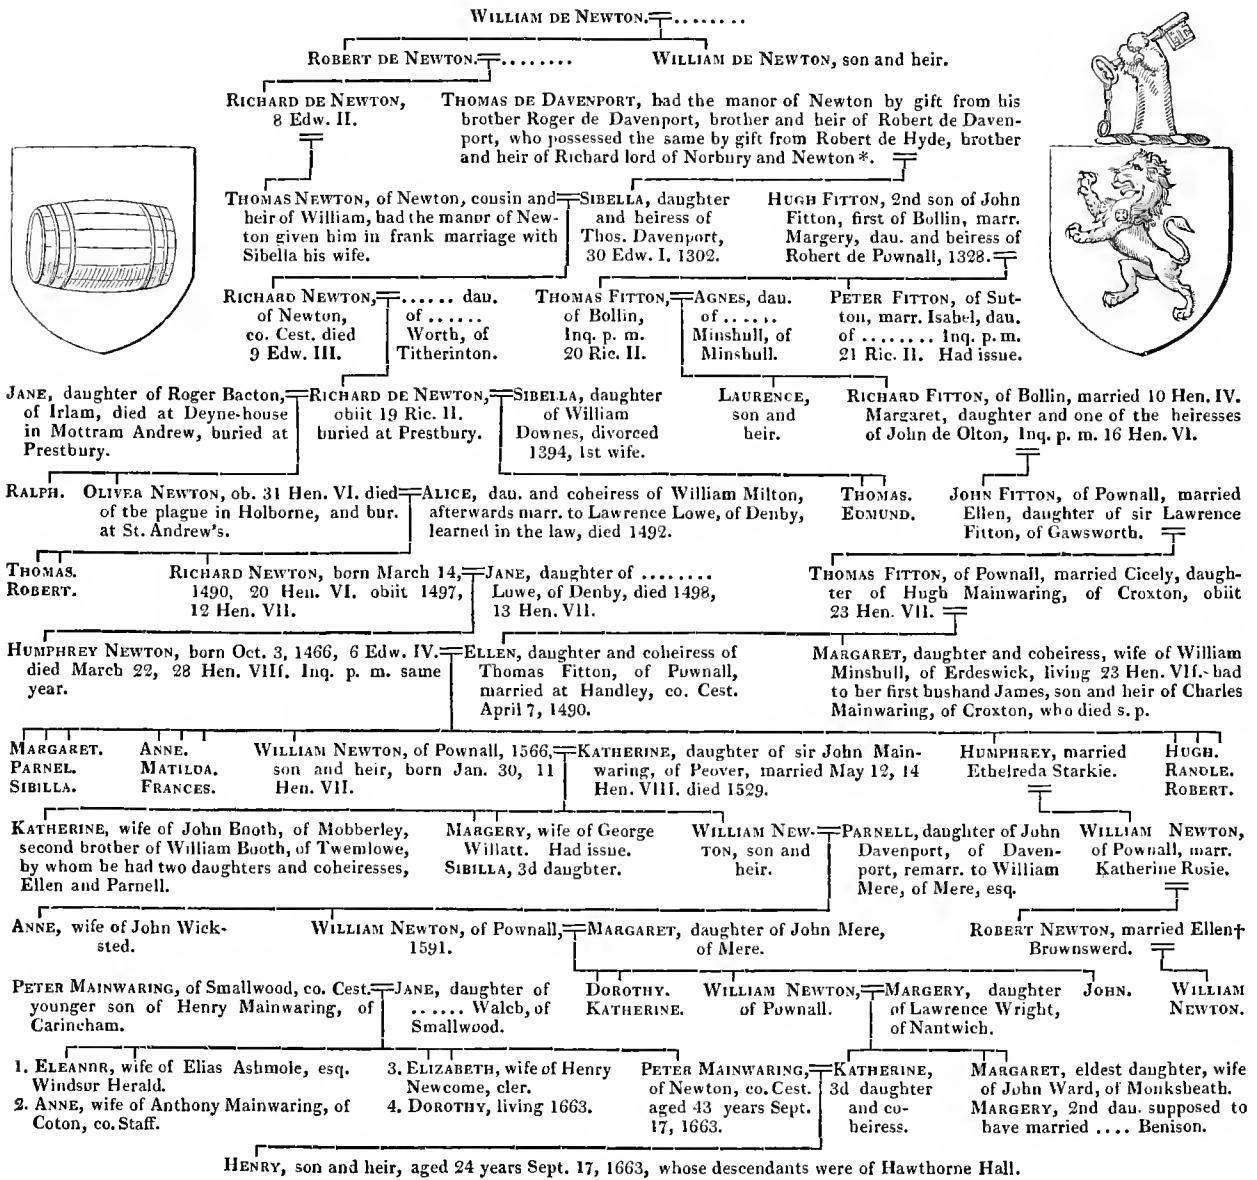 WILLIAM DE NEWTON. ........
ROBERT DE NEWTON. ........
WILLIAM DE NEWTON, son and heir.
RICHARD DE NEWTON,
8 Edw. II.
THOMAS DE DAVENPORT, had the manor of Newton by gift from his
brother Roger de Davenport, brother and heir of Robert de Daven-
port, who possessed the same by gift from Robert de Hyde, brother
and heir of Richard lord of Norbury and Newton *.
THOMAS NEWTON, of Newton, cousin and
heir of William, had the manor of New-
ton given him in frank marriage with
Sibella his wife.
SIBELLA, daughter
and heiress of
Thos. Davenport,
30 Edw. I. 1302.
HUGH FITTON, 2nd son of John
Fitton, first of Bollin, marr.
Margery, dau. and heiress of
Robert de Pownall, 1328.
RICHARD NEWTON,
of Newton,
co. Cest. died
9 Edw. III.
...... dau.
of ......
Worth, of
Titherinton.
THOMAS FITTON,
of Bollin,
Inq. p. m.
20 Ric. II.
AGNES, dau.
of ......
Minshull, of
Minshull.
PETER FITTON, of Sut-
ton, marr. Isabel, dau.
of ........ Inq. p. m.
21 Ric. II. Had issue.
JANE, daughter of Roger Bacton,
of Irlam, died at Deyne-house
in Mottram Andrew, buried at
Prestbury.
RICHARD DE NEWTON,
obiit 19 Ric. II.
buried at Prestbury.
SIBELLA, daughter
of William
Downes, divorced
1394, 1st wife.
LAURENCE,
son and
heir.
RICHARD FITTON, of Bollin, married 10 Hen. IV.
Margaret, daughter and one of the heiresses
of John de Olton, Inq. p. m. 16 Hen. VI.
RALPH.
OLIVER NEWTON, ob. 31 Hen. VI. died
of the plague in Holborne, and bur.
at St. Andrew's.
ALICE, dau. and coheiress of William Milton,
afterwards marr. to Lawrence Lowe, of Denby,
learned in the law, died 1492.
THOMAS.
EDMUND.
JOHN FITTON, of Pownall, married
Ellen, daughter of sir Lawrence
Fitton, of Gawsworth.
THOMAS.
ROBERT.
RICHARD NEWTON, born March 14,
1490, 20 Hen. VI. obiit 1497,
12 Hen. VII.
JANE, daughter of ........
Lowe, of Denby, died 1498,
13 Hen. VII.
THOMAS FITTON, of Pownall, married Cicely, daugh-
ter of Hugh Mainwaring, of Croxton, obiit
23 Hen. VII.
HUMPHREY NEWTON, born Oct. 3, 1466, 6 Edw. IV.
died March 22, 28 Hen. VIII. Inq. p. m. same
year.
ELLEN, daughter and coheiress of
Thomas Fitton, of Pownall,
married at Handley, co. Cest.
April 7, 1490.
MARGARET, daughter and coheiress, wife of William
Minshull, of Erdeswick, living 23 Hen. VII. had
to her first husband James, son and heir of Charles
Mainwaring, of Croxton, who died s. p.
MARGARET.
PARNEL.
SIBILLA.
ANNE.
MATILDA.
FRANCES.
WILLIAM NEWTON, of Pownall, 1566,
son and heir, born Jan. 30, 11
Hen. VII.
KATHERINE, daughter of sir John Main-
waring, of Peover, married May 12, 14
Hen. VIII. died 1529.
HUMPHREY, married
Ethelreda Starkie.
HUGH.
RANDLE.
ROBERT.
KATHERINE, wife of John Booth, of Mobberley,
second brother of William Booth, of Twemlowe,
by whom he had two daughters and coheiresses,
Ellen and Parnell.
MARGERY, wife of George
Willatt. Had issue.
SIBILLA, 3d daughter.
WILLIAM NEW-
TON, son and
heir.
PARNELL, daughter of John
Davenport, of Daven-
port, remarr. to William
Mere, of Mere, esq.
WILLIAM NEWTON,
of Pownall, marr.
Katherine Rosie.
ANNE, wife of John Wick-
sted.
WILLIAM NEWTON, of Pownall,
1591.
MARGARET, daughter of John Mere,
of Mere.
ROBERT NEWTON, married Ellen†
Brownswerd.
PETER MAINWARING, of Smallwood, co. Cest.
younger son of Henry Mainwaring, of
Carincham.
JANE, daughter of
...... Walcb, of
Smallwood.
DOROTHY.
KATHERINE.
WILLIAM NEWTON,
of Pownall.
MARGERY, daughter
of Lawrence Wright,
of Nantwich.
JOHN.
WILLIAM
NEWTON.
1. ELEANOR, wife of Elias Ashmole, esq.
Windsor Herald.
2. ANNE, wife of Anthony Mainwaring, of
Coton, co. Staff.
3. ELIZABETH, wife of Henry
Newcome, cler.
4. DOROTHY, living 1663.
PETER MAINWARING,
of Newton, co. Cest.
aged 43 years Sept.
17, 1663.
KATHERINE,
3d daughter
and co-
heiress.
MARGARET, eldest daughter, wife
of John Ward, of Monksheath.
MARGERY, 2nd dau. supposed to
have married .... Benison.
HENRY, son and heir, aged 24 years Sept. 17, 1663, whose descendants were of Hawthorne Hall.